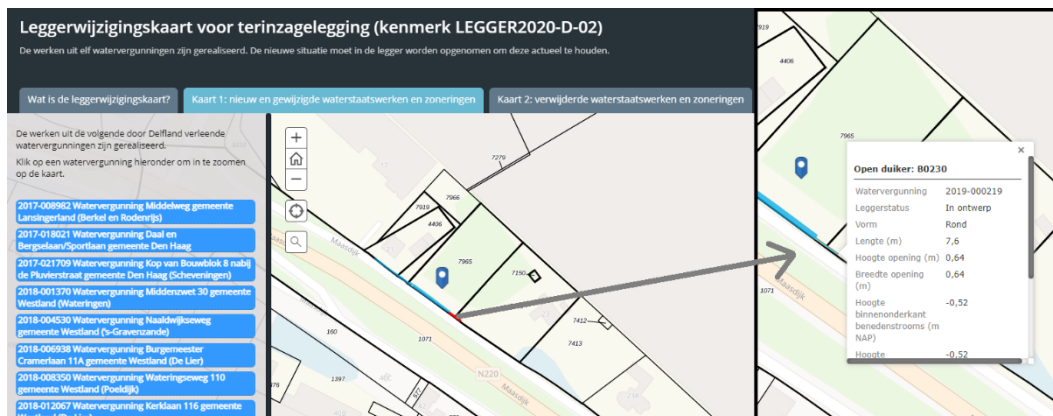 Leggerwijzigingskaart voor terinzagelegging (kenmerk LEGGER2020-D-02)
De werken uit elf watervergunningen zijn gerealiseerd. De nieuwe situatie moet in de legger worden opgenomen om deze actueel te houden.
Wat is de leggerwijzigingskaart?
Kaart 1: nieuw en gewijzigde waterstaatswerken en zoneringen
Kaart 2: verwijderde waterstaatswerken en zoneringen
De werken uit de volgende door Delfland verleende
watervergunningen zijn gerealiseerd.
Klik op een watervergunning hieronder om in te zoomen
op de kaart.
2017-008982 Watervergunning Middelweg gemeente
Lansingerland (Berkel en Rodenrijs)
2017-018021 Watervergunning Daal en
Bergselaan/Sportlaan gemeente Den Haag
2017-021709 Watervergunning Kop van Bouwblok 8 nabij
de Pluvierstraat gemeente Den Haag (Scheveningen)
2018-001370 Watervergunning Middenzwet 30 gemeente
Westland (Wateringen)
2018-004530 Watervergunning Naaldwijkseweg
gemeente Westland ('s-Gravenzande)
2018-006938 Watervergunning Burgemeester
Cramerlaan 11A gemeente Westland (De Lier)
2018-008350 Watervergunning Wateringseweg 110
gemeente Westland (Poeldijk)
2018-012067 Watervergunning Kerklaan 116 gemeente
7279
7966
7919
4406
7965
7150
7412
7413
Maasdijk
160
1071
1397
N220
Maasdijk
4406
7965
1071
Maasdijk
Open duiker: B0230
Watervergunning 2019-000219
Leggerstatus In ontwerp
Vorm Rond
Lengte (m) 7,6
Hoogte opening (m) 0,64
Breedte opening 0,64
(m)
Hoogte -0,52
binnenonderkant
benedenstrooms (m
NAP)
Hoogte -0,52